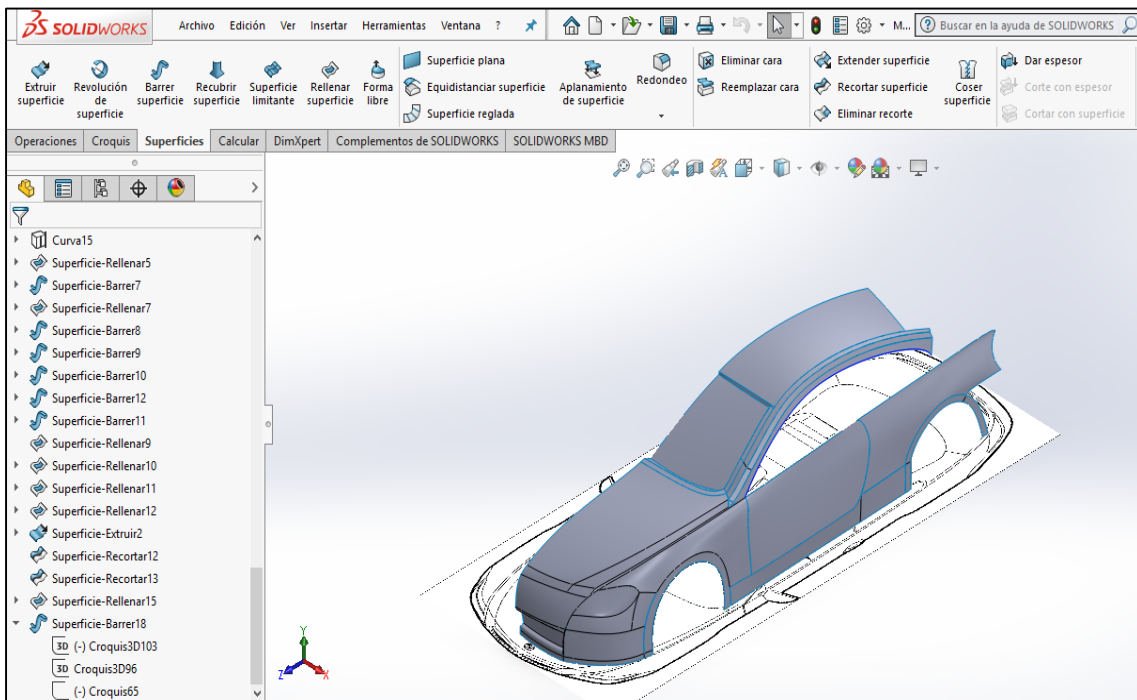 SOLIDWORKS
Archivo Edición Ver Insertar Herramientas Ventana ?
M...
Buscar en la ayuda de SOLIDWORKS
Extruir superficie
Revolución de superficie
Barrer superficie
Recubrir superficie
Superficie limitante
Rellenar superficie
Forma libre
Superficie plana
Equidistanciar superficie
Superficie reglada
Aplanamiento de superficie
Redondeo
Eliminar cara
Reemplazar cara
Extender superficie
Recortar superficie
Eliminar recorte
Coser superficie
Dar espesor
Corte con espesor
Cortar con superficie
Operaciones Croquis Superficies Calcular DimXpert Complementos de SOLIDWORKS SOLIDWORKS MBD
Curva15
Superficie-Rellenar5
Superficie-Barrer7
Superficie-Rellenar7
Superficie-Barrer8
Superficie-Barrer9
Superficie-Barrer10
Superficie-Barrer12
Superficie-Barrer11
Superficie-Rellenar9
Superficie-Rellenar10
Superficie-Rellenar11
Superficie-Rellenar12
Superficie-Extruir2
Superficie-Recortar12
Superficie-Recortar13
Superficie-Rellenar15
Superficie-Barrer18
3D (-) Croquis3D103
3D Croquis3D96
(-) Croquis65
Y
Z
X